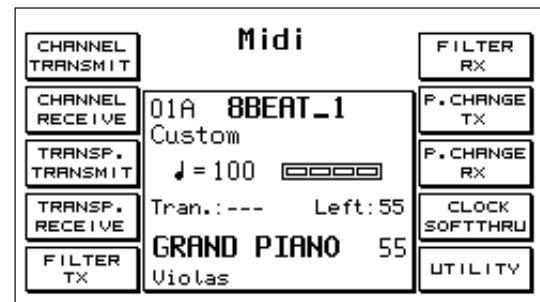 Midi
CHANNEL
TRANSMIT
CHANNEL
RECEIVE
TRANSP.
TRANSMIT
TRANSP.
RECEIVE
FILTER
TX
01A 8BEAT_1
Custom
♩=100
Tran.:--- Left:55
GRAND PIANO 55
Violas
FILTER
RX
P.CHANGE
TX
P.CHANGE
RX
CLOCK
SOFTTHRU
UTILITY